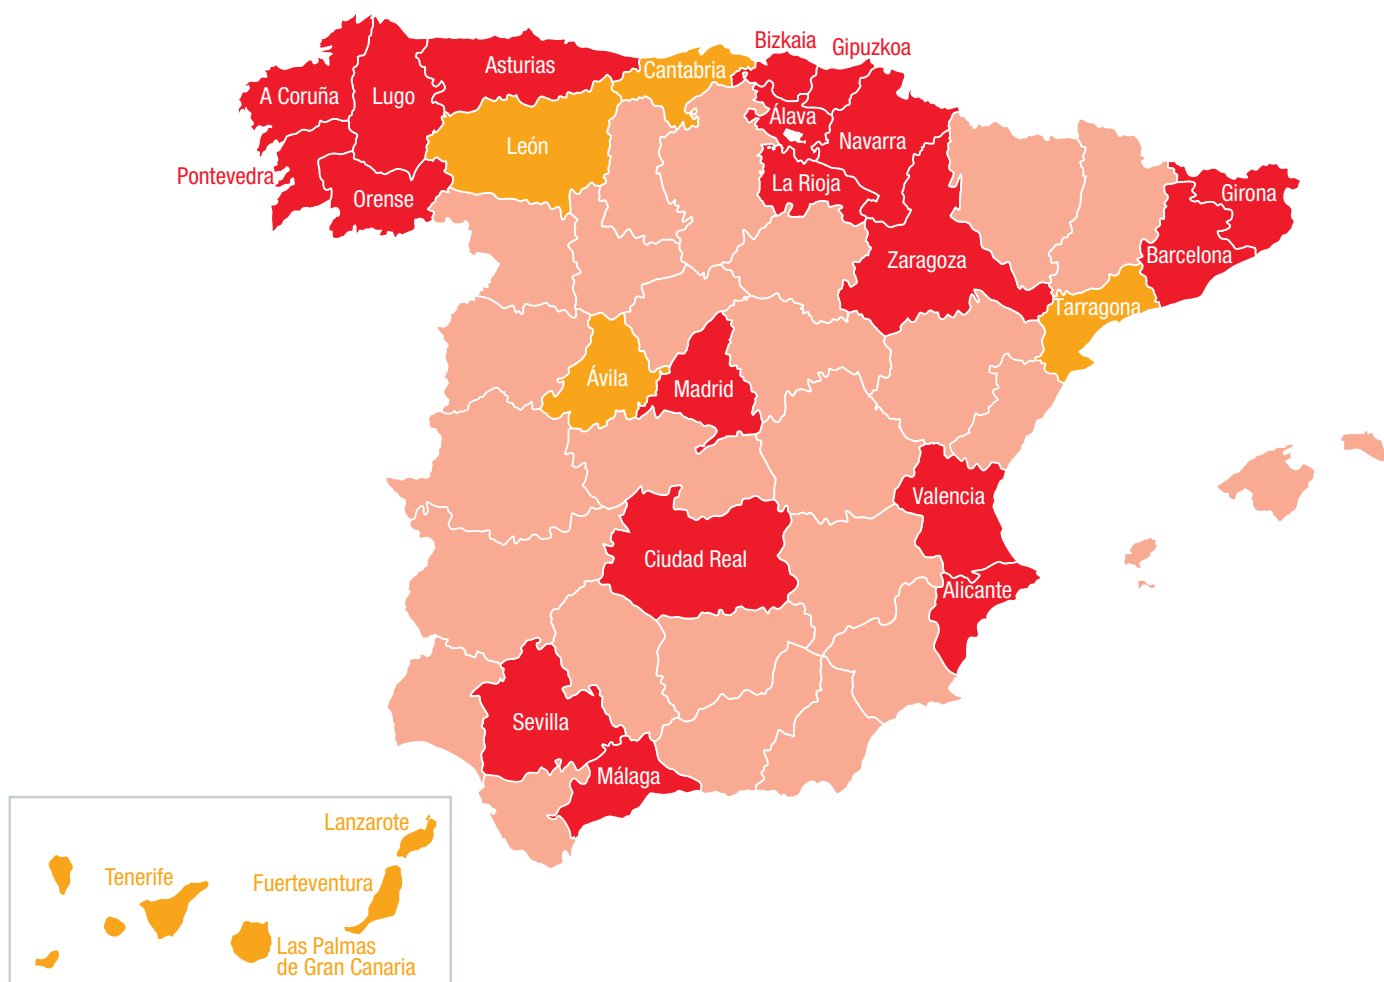 Bizkaia
Gipuzkoa
Asturias
Cantabria
A Coruña
Lugo
Álava
León
Navarra
Pontevedra
La Rioja
Orense
Girona
Zaragoza
Barcelona
Tarragona
Ávila
Madrid
Valencia
Ciudad Real
Alicante
Sevilla
Málaga
Lanzarote
Tenerife
Fuerteventura
Las Palmas
de Gran Canaria